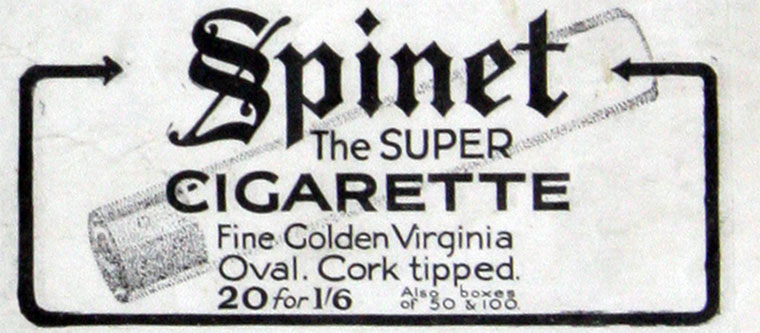 Spinet
The SUPER
CIGARETTE
Fine Golden Virginia
Oval. Cork tipped.
20 for 1/6
Also boxes
of 50 & 100.